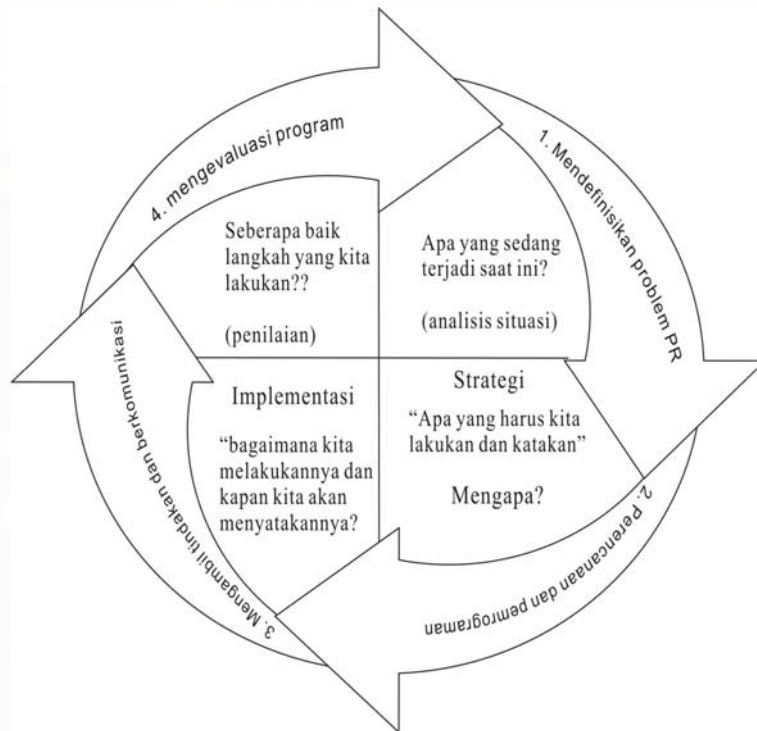 1. Mendefinisikan problem PR
Apa yang sedang
terjadi saat ini?
(analisis situasi)
2. Perencanaan dan pemrograman
Strategi
“Apa yang harus kita
lakukan dan katakan”
Mengapa?
3. Mengambil tindakan dan berkomunikasi
Implementasi
“bagaimana kita
melakukannya dan
kapan kita akan
menyatakannya?
4. mengevaluasi program
Seberapa baik
langkah yang kita
lakukan??
(penilaian)